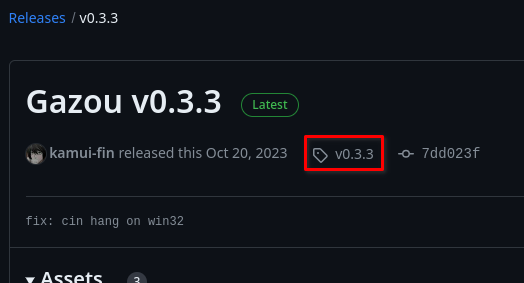 Releases / v0.3.3
Gazou v0.3.3 Latest
kamui-fin released this Oct 20, 2023 v0.3.3 7dd023f
fix: cin hang on win32
Assets 3